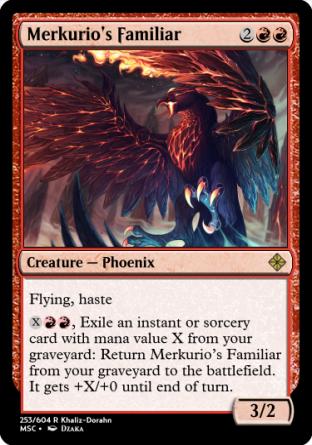 Merkurio's Familiar 2
Creature — Phoenix
Flying, haste
X, Exile an instant or sorcery
card with mana value X from your
graveyard: Return Merkurio's Familiar
from your graveyard to the battlefield.
It gets +X/+0 until end of turn.
3/2
253/604 R Khaliz-Dorahn
MSC • Dzaka